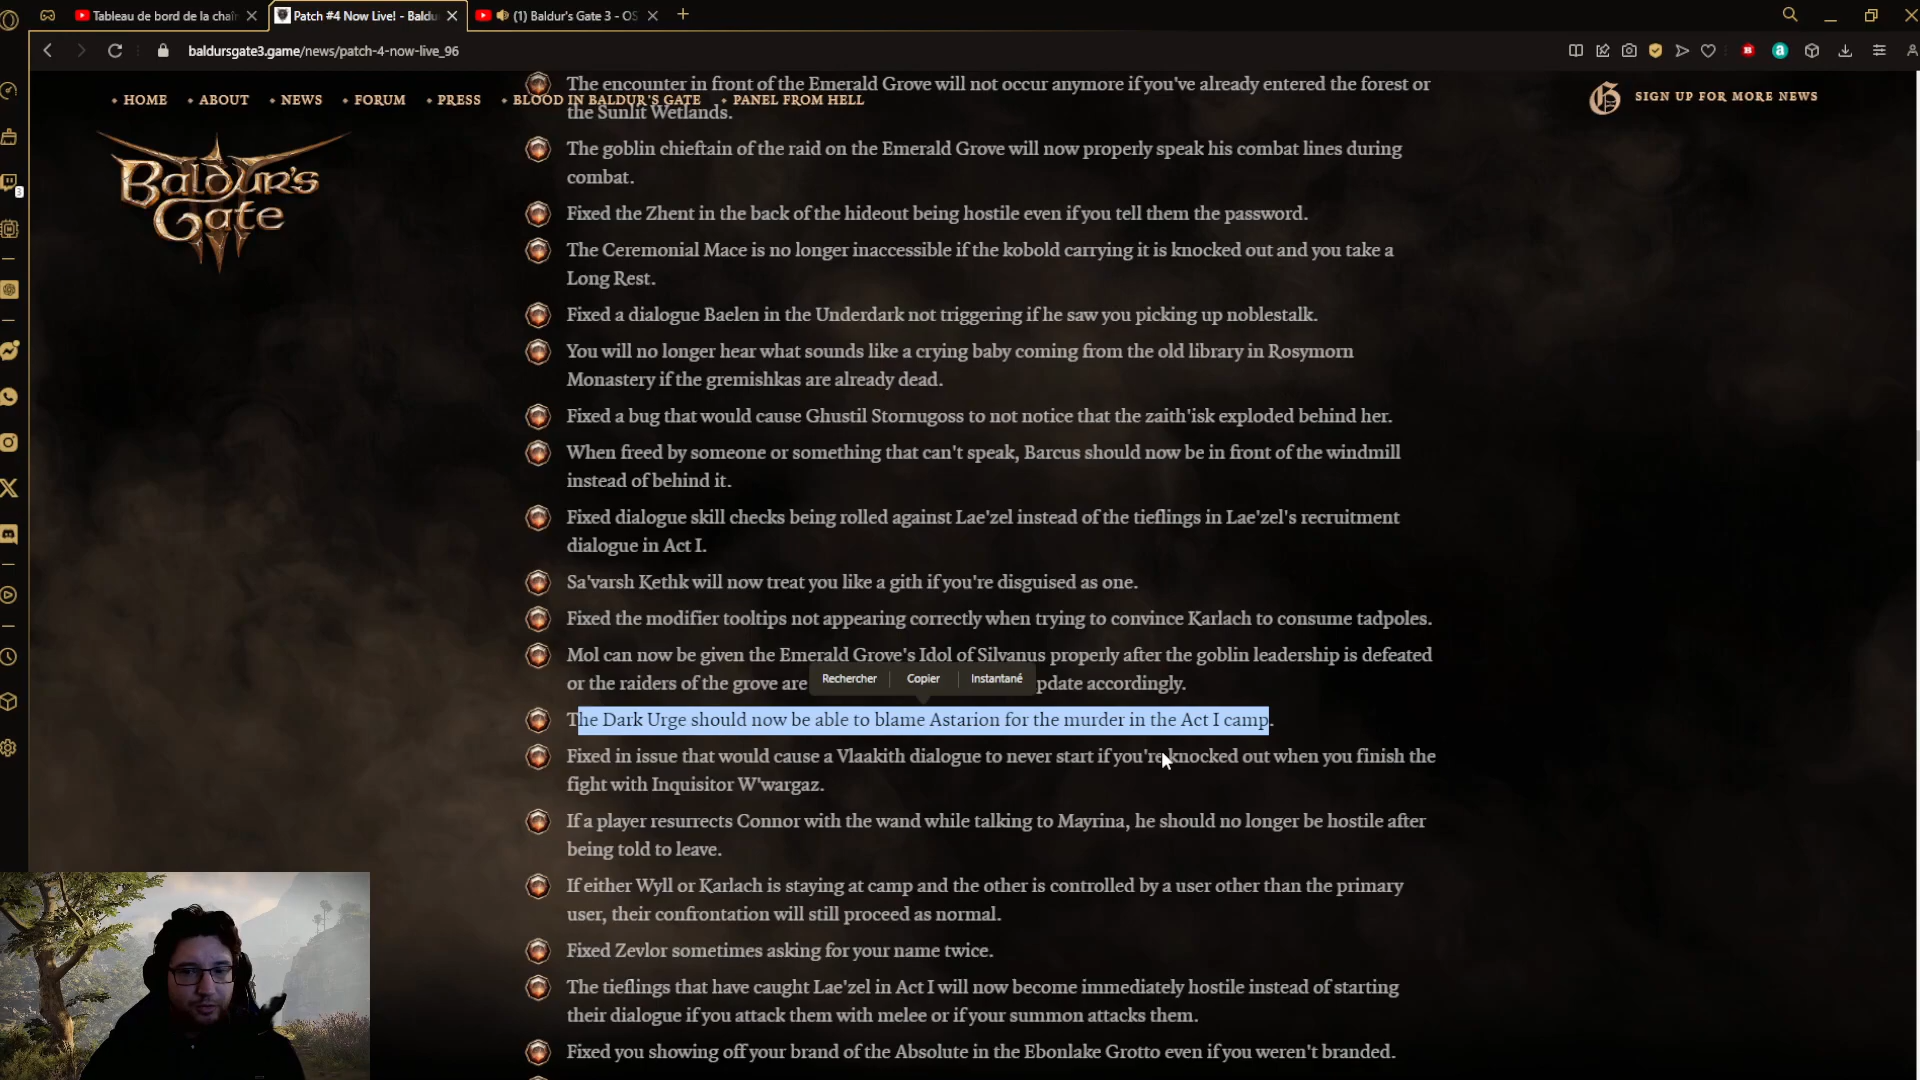 Tableau de bord de la chaîn
Patch #4 Now Live! - Baldu
(1) Baldur's Gate 3 - OS
baldursgate3.game/news/patch-4-now-live_96
HOME
ABOUT
NEWS
FORUM
PRESS
BLOOD IN BALDUR'S GATE
PANEL FROM HELL
SIGN UP FOR MORE NEWS
Baldur's
Gate
The encounter in front of the Emerald Grove will not occur anymore if you've already entered the forest or
the Sunlit Wetlands.
The goblin chieftain of the raid on the Emerald Grove will now properly speak his combat lines during
combat.
Fixed the Zhent in the back of the hideout being hostile even if you tell them the password.
The Ceremonial Mace is no longer inaccessible if the kobold carrying it is knocked out and you take a
Long Rest.
Fixed a dialogue Baelen in the Underdark not triggering if he saw you picking up noblestalk.
You will no longer hear what sounds like a crying baby coming from the old library in Rosymorn
Monastery if the gremishkas are already dead.
Fixed a bug that would cause Ghustil Stornugoss to not notice that the zaith'isk exploded behind her.
When freed by someone or something that can't speak, Barcus should now be in front of the windmill
instead of behind it.
Fixed dialogue skill checks being rolled against Lae'zel instead of the tieflings in Lae'zel's recruitment
dialogue in Act I.
Sa'varsh Kethk will now treat you like a gith if you're disguised as one.
Fixed the modifier tooltips not appearing correctly when trying to convince Karlach to consume tadpoles.
Mol can now be given the Emerald Grove's Idol of Silvanus properly after the goblin leadership is defeated
or the raiders of the grove are pdate accordingly.
Rechercher
Copier
Instantané
The Dark Urge should now be able to blame Astarion for the murder in the Act I camp.
Fixed in issue that would cause a Vlaakith dialogue to never start if you're knocked out when you finish the
fight with Inquisitor W'wargaz.
If a player resurrects Connor with the wand while talking to Mayrina, he should no longer be hostile after
being told to leave.
If either Wyll or Karlach is staying at camp and the other is controlled by a user other than the primary
user, their confrontation will still proceed as normal.
Fixed Zevlor sometimes asking for your name twice.
The tieflings that have caught Lae'zel in Act I will now become immediately hostile instead of starting
their dialogue if you attack them with melee or if your summon attacks them.
Fixed you showing off your brand of the Absolute in the Ebonlake Grotto even if you weren't branded.